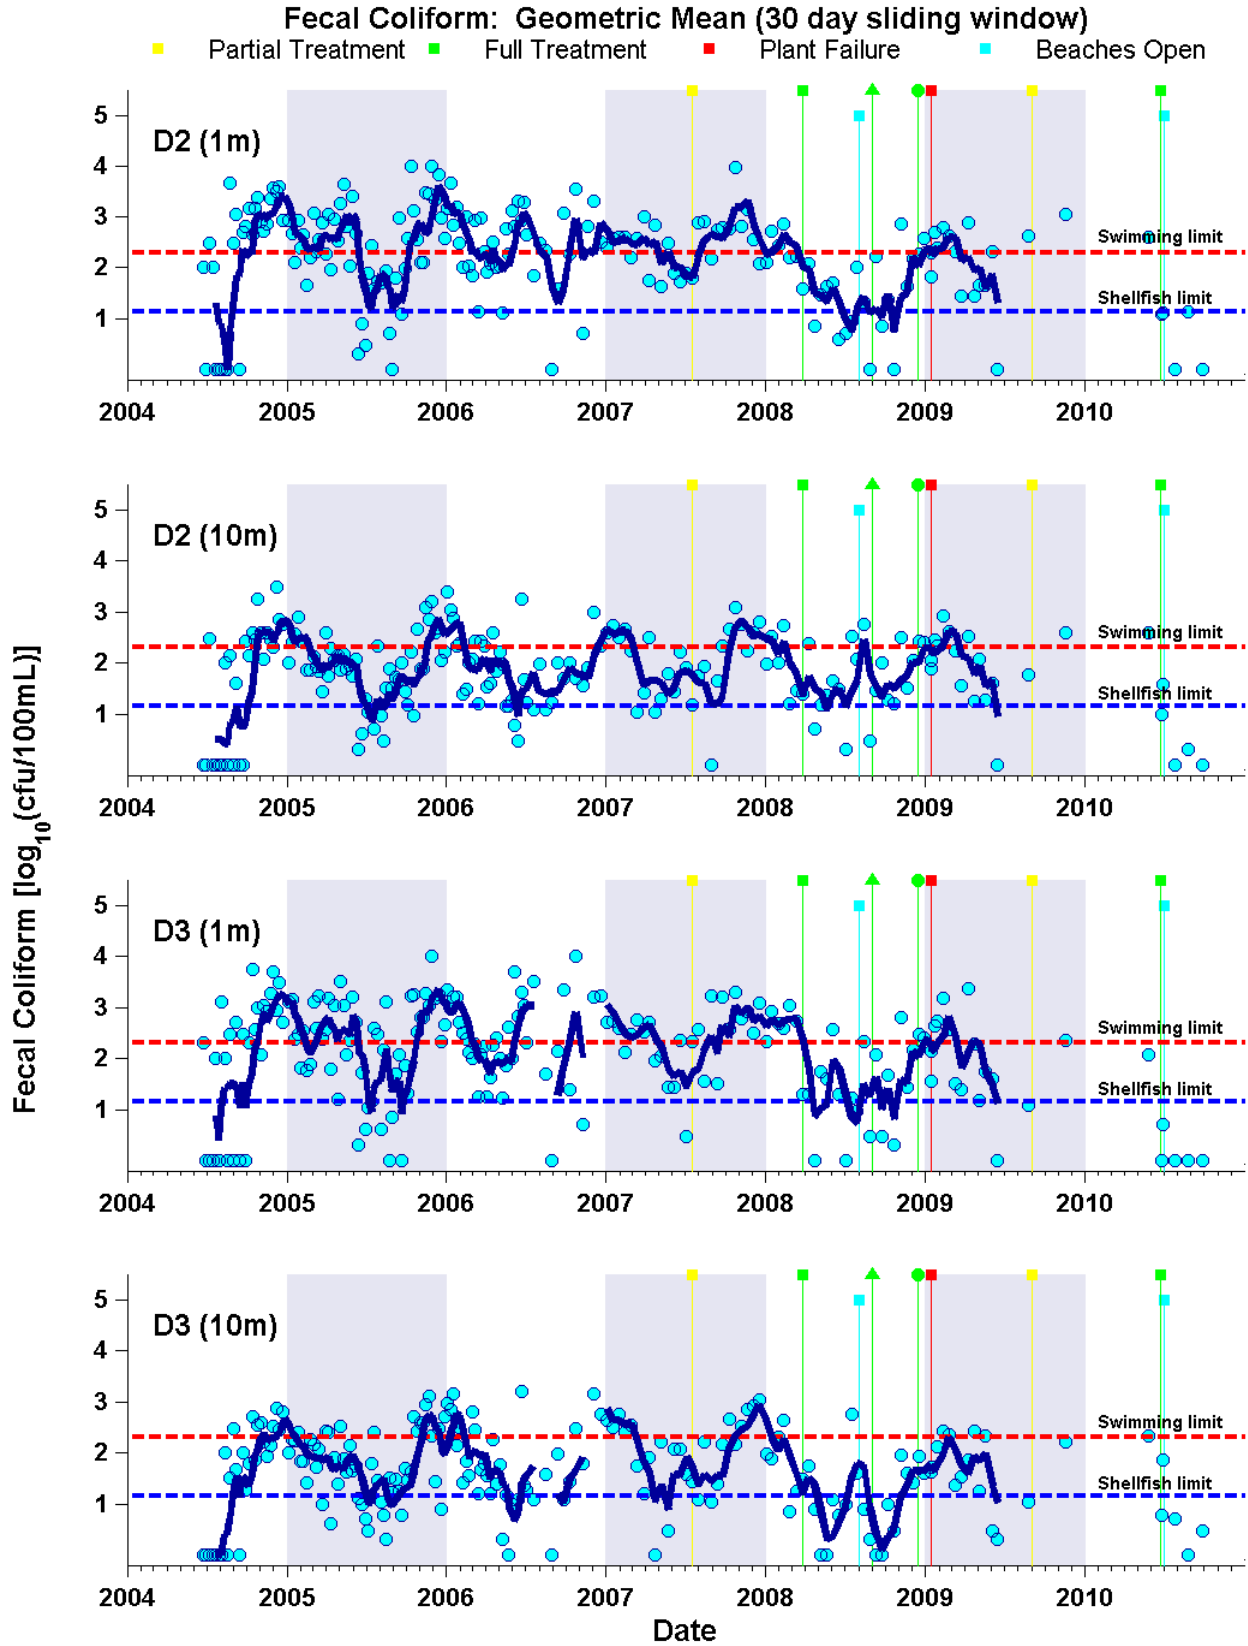 Fecal Coliform: Geometric Mean (30 day sliding window)
Partial Treatment Full Treatment Plant Failure Beaches Open
Fecal Coliform [log10(cfu/100mL)]
D2 (1m)
5
4
3
2
1
Swimming limit
Shellfish limit
2004 2005 2006 2007 2008 2009 2010
D2 (10m)
5
4
3
2
1
Swimming limit
Shellfish limit
2004 2005 2006 2007 2008 2009 2010
D3 (1m)
5
4
3
2
1
Swimming limit
Shellfish limit
2004 2005 2006 2007 2008 2009 2010
D3 (10m)
5
4
3
2
1
Swimming limit
Shellfish limit
2004 2005 2006 2007 2008 2009 2010
Date